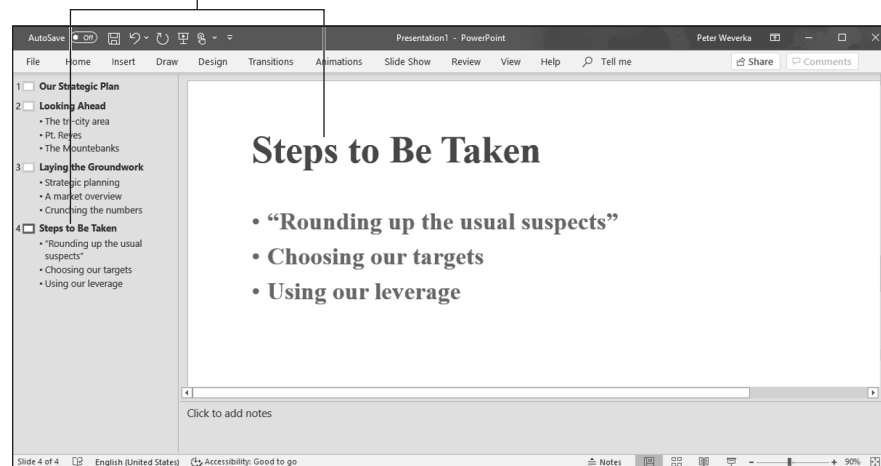 AutoSave Off Presentation1 - PowerPoint Peter Weverka
File Home Insert Draw Design Transitions Animations Slide Show Review View Help Tell me Share Comments
1 Our Strategic Plan
2 Looking Ahead
• The tri-city area
• Pt. Reyes
• The Mountebanks
3 Laying the Groundwork
• Strategic planning
• A market overview
• Crunching the numbers
4 Steps to Be Taken
• "Rounding up the usual
suspects"
• Choosing our targets
• Using our leverage
Steps to Be Taken
• “Rounding up the usual suspects”
• Choosing our targets
• Using our leverage
Click to add notes
Slide 4 of 4 English (United States) Accessibility: Good to go Notes 90%